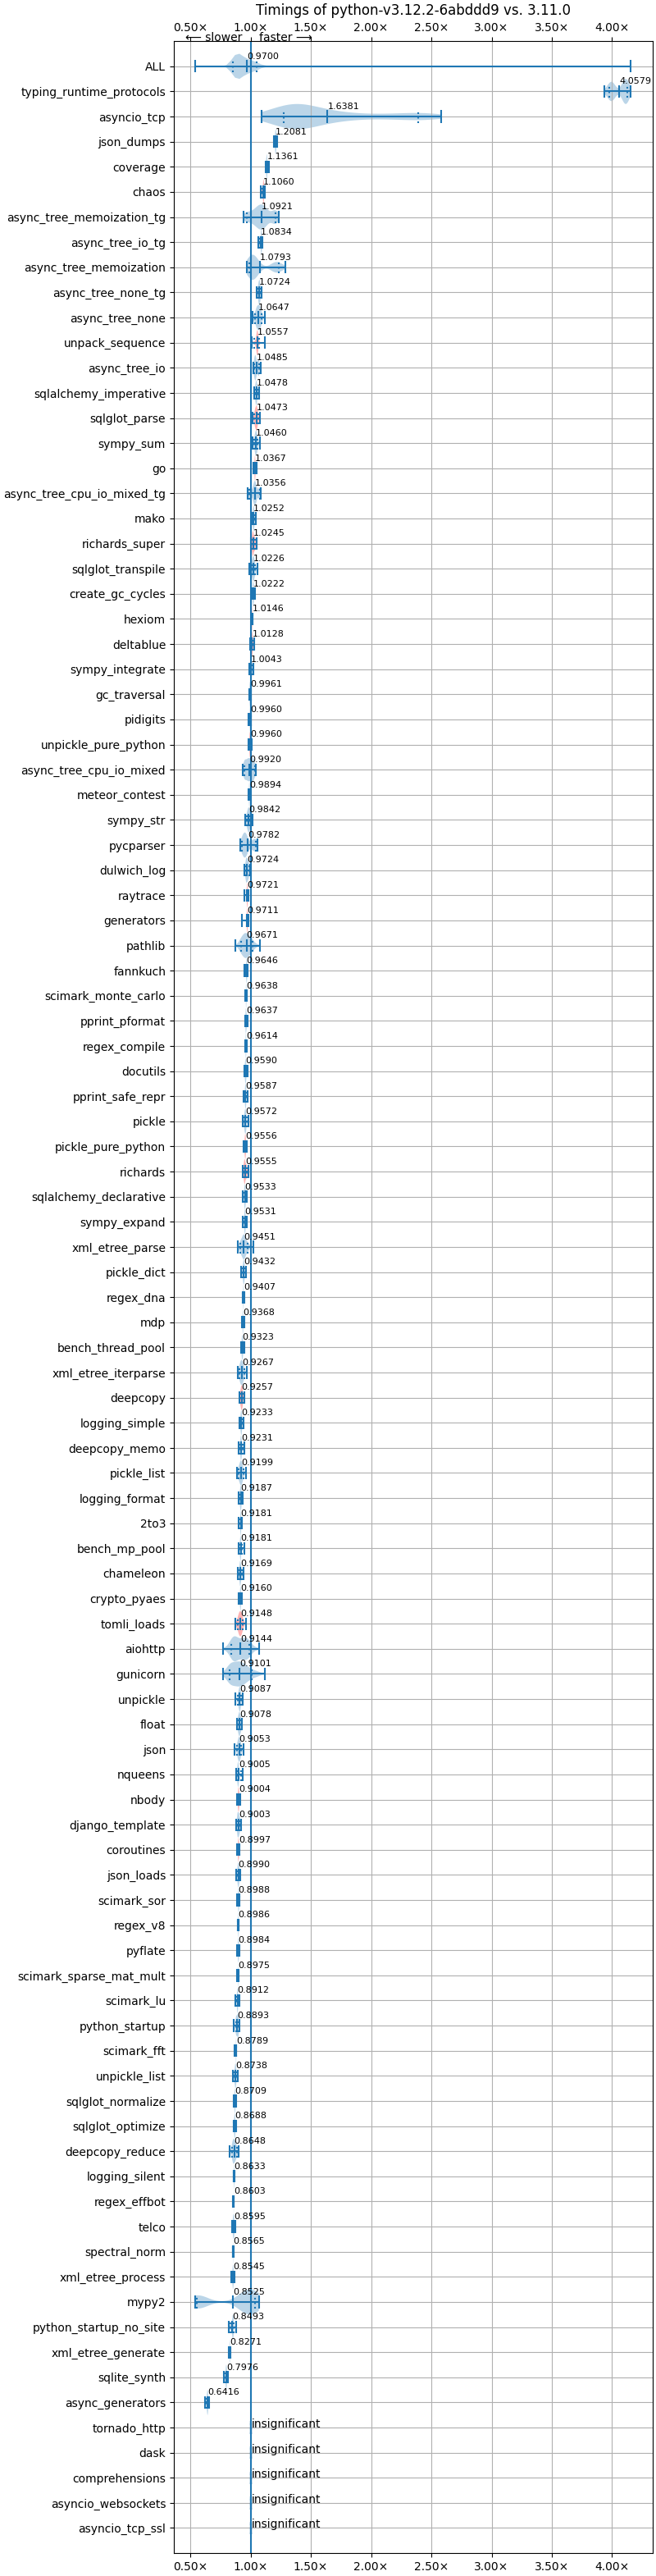 Timings of python-v3.12.2-6abddd9 vs. 3.11.0
0.50× 1.00× 1.50× 2.00× 2.50× 3.00× 3.50× 4.00×
⟵ slower faster ⟶
ALL 0.9700
typing_runtime_protocols 4.0579
asyncio_tcp 1.6381
json_dumps 1.2081
coverage 1.1361
chaos 1.1060
async_tree_memoization_tg 1.0921
async_tree_io_tg 1.0834
async_tree_memoization 1.0793
async_tree_none_tg 1.0724
async_tree_none 1.0647
unpack_sequence 1.0557
async_tree_io 1.0485
sqlalchemy_imperative 1.0478
sqlglot_parse 1.0473
sympy_sum 1.0460
go 1.0367
async_tree_cpu_io_mixed_tg 1.0356
mako 1.0252
richards_super 1.0245
sqlglot_transpile 1.0226
create_gc_cycles 1.0222
hexiom 1.0146
deltablue 1.0128
sympy_integrate 1.0043
gc_traversal 0.9961
pidigits 0.9960
unpickle_pure_python 0.9960
async_tree_cpu_io_mixed 0.9920
meteor_contest 0.9894
sympy_str 0.9842
pycparser 0.9782
dulwich_log 0.9724
raytrace 0.9721
generators 0.9711
pathlib 0.9671
fannkuch 0.9646
scimark_monte_carlo 0.9638
pprint_pformat 0.9637
regex_compile 0.9614
docutils 0.9590
pprint_safe_repr 0.9587
pickle 0.9572
pickle_pure_python 0.9556
richards 0.9555
sqlalchemy_declarative 0.9533
sympy_expand 0.9531
xml_etree_parse 0.9451
pickle_dict 0.9432
regex_dna 0.9407
mdp 0.9368
bench_thread_pool 0.9323
xml_etree_iterparse 0.9267
deepcopy 0.9257
logging_simple 0.9233
deepcopy_memo 0.9231
pickle_list 0.9199
logging_format 0.9187
2to3 0.9181
bench_mp_pool 0.9181
chameleon 0.9169
crypto_pyaes 0.9160
tomli_loads 0.9148
aiohttp 0.9144
gunicorn 0.9101
unpickle 0.9087
float 0.9078
json 0.9053
nqueens 0.9005
nbody 0.9004
django_template 0.9003
coroutines 0.8997
json_loads 0.8990
scimark_sor 0.8988
regex_v8 0.8986
pyflate 0.8984
scimark_sparse_mat_mult 0.8975
scimark_lu 0.8912
python_startup 0.8893
scimark_fft 0.8789
unpickle_list 0.8738
sqlglot_normalize 0.8709
sqlglot_optimize 0.8688
deepcopy_reduce 0.8648
logging_silent 0.8633
regex_effbot 0.8603
telco 0.8595
spectral_norm 0.8565
xml_etree_process 0.8545
mypy2 0.8525
python_startup_no_site 0.8493
xml_etree_generate 0.8271
sqlite_synth 0.7976
async_generators 0.6416
tornado_http insignificant
dask insignificant
comprehensions insignificant
asyncio_websockets insignificant
asyncio_tcp_ssl insignificant
0.50× 1.00× 1.50× 2.00× 2.50× 3.00× 3.50× 4.00×